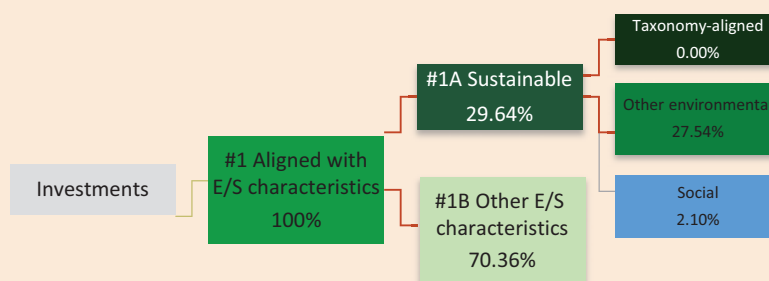 Investments
#1 Aligned with
E/S characteristics
100%
#1A Sustainable
29.64%
#1B Other E/S
characteristics
70.36%
Taxonomy-aligned
0.00%
Other environmenta
27.54%
Social
2.10%